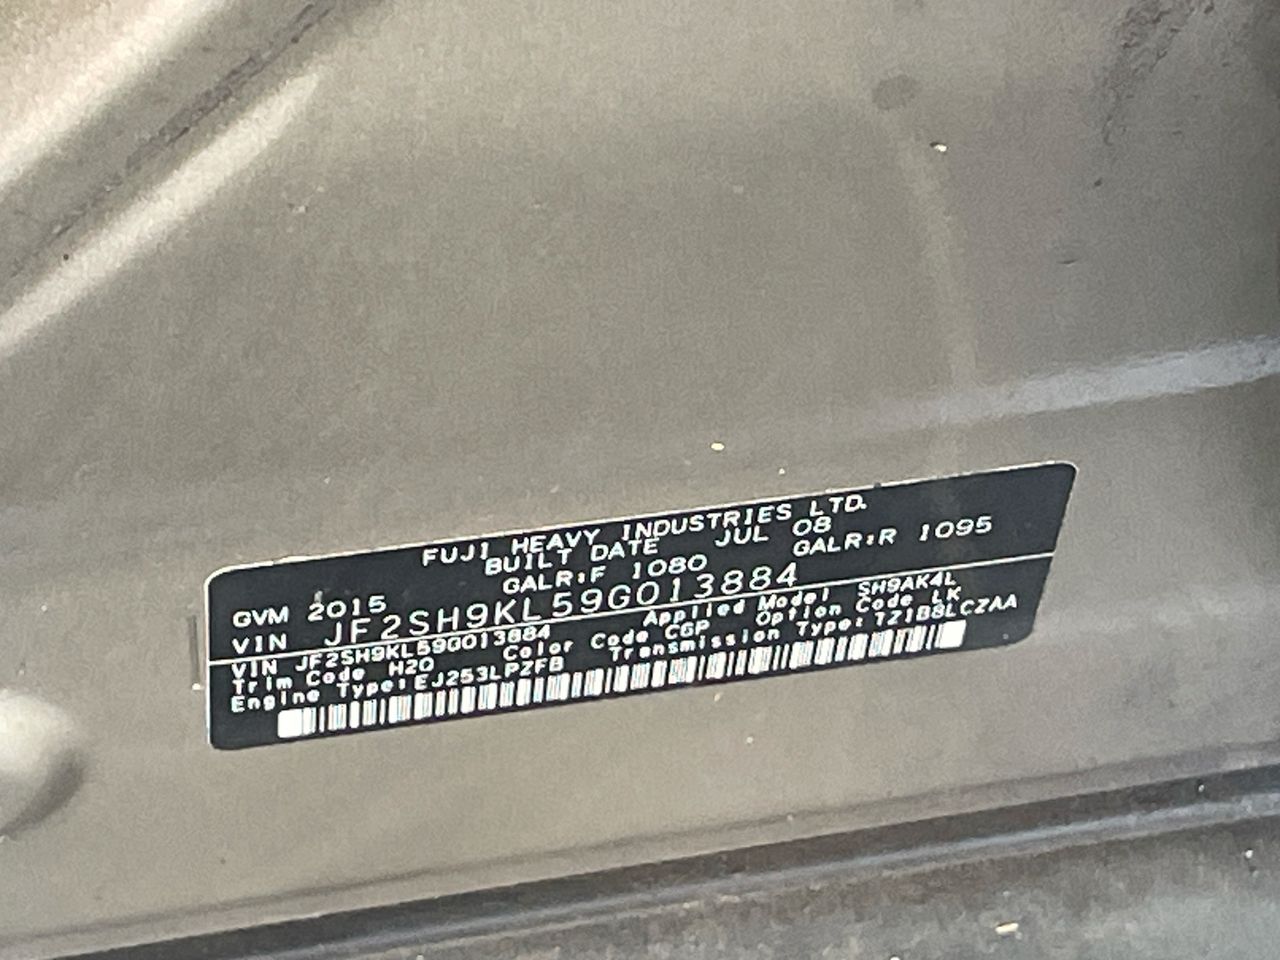 FUJI HEAVY INDUSTRIES LTD.
BUILT DATE JUL 08
GALR:F 1080 GALR:R 1095
GVM 2015
VIN JF2SH9KL59G013884
VIN JF2SH9KL59G013884 Applied Model SH9AK4L
Trim Code H20 Color Code CGP Option Code LK
Engine Type:EJ253LPZFB Transmission Type:TZ1B8LCZAA